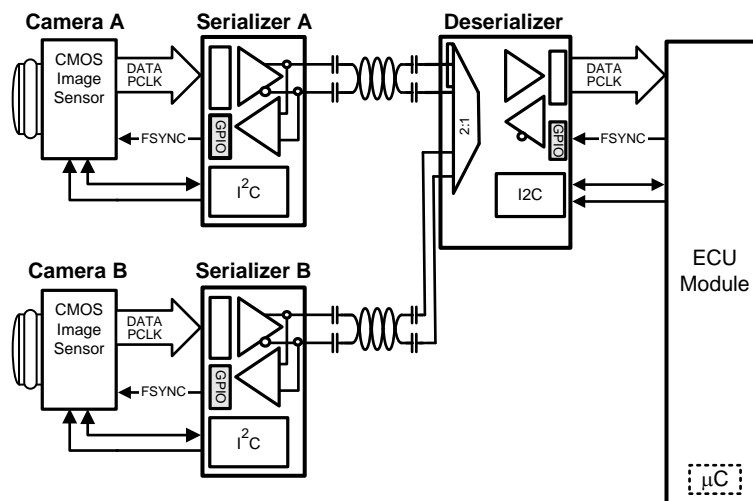 Camera A
Serializer A
Deserializer
CMOS
Image
Sensor
DATA
PCLK
FSYNC
GPIO
I²C
2:1
DATA
PCLK
GPIO
FSYNC
I2C
ECU
Module
µC
Camera B
Serializer B
CMOS
Image
Sensor
DATA
PCLK
FSYNC
GPIO
I²C